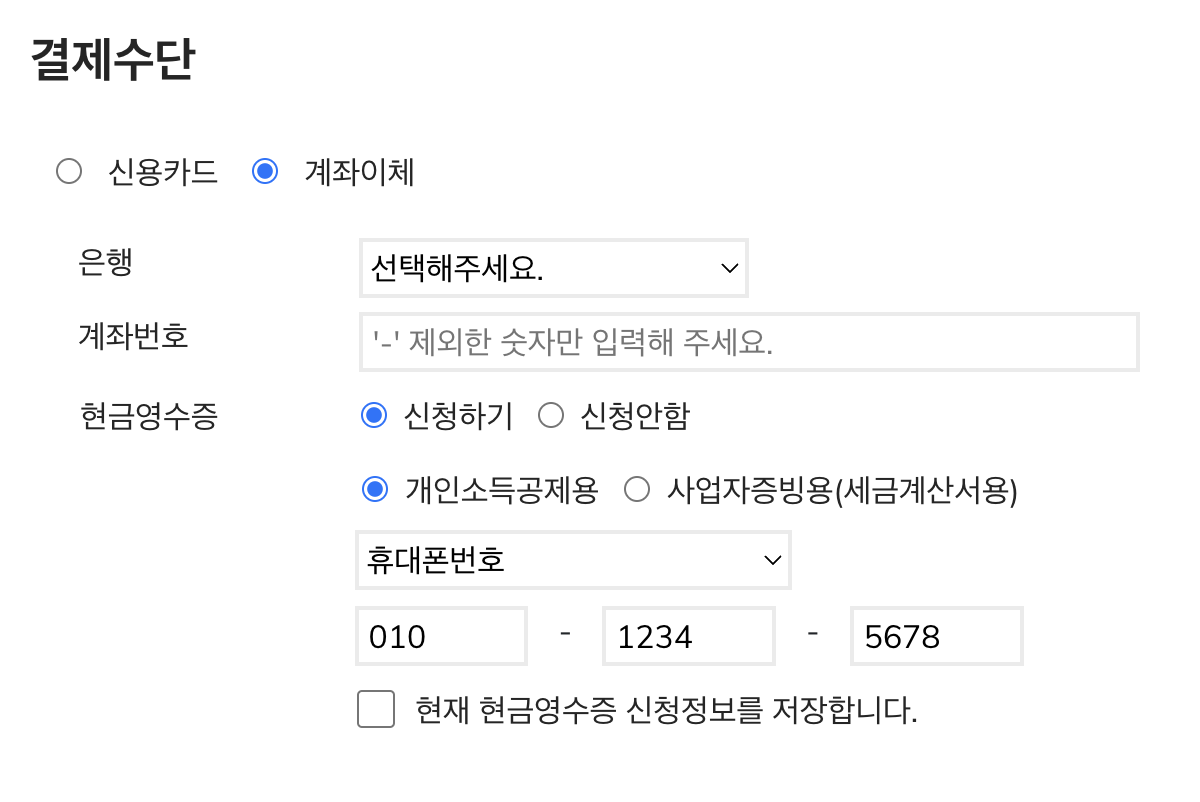 결제수단
신용카드 계좌이체
은행 선택해주세요.
계좌번호 '-' 제외한 숫자만 입력해 주세요.
현금영수증 신청하기 신청안함
개인소득공제용 사업자증빙용(세금계산서용)
휴대폰번호
010 - 1234 - 5678
현재 현금영수증 신청정보를 저장합니다.